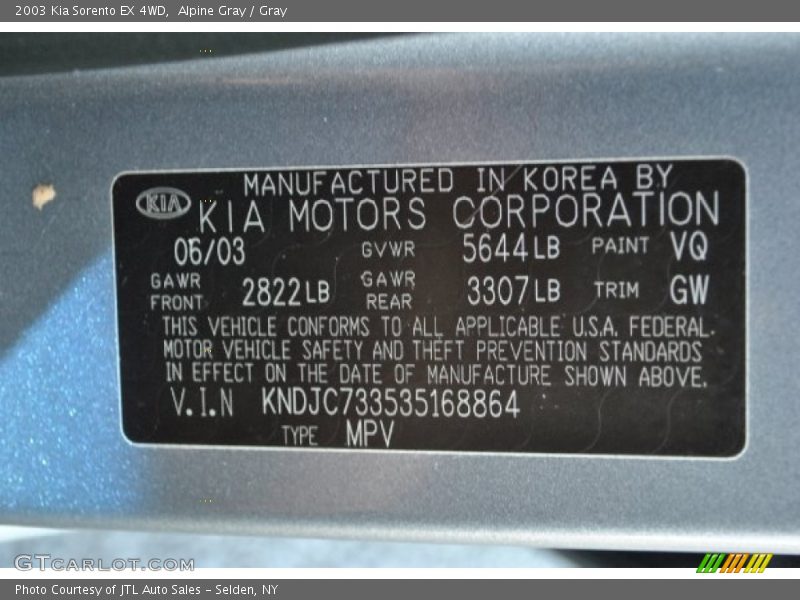 2003 Kia Sorento EX 4WD,  Alpine Gray / Gray
MANUFACTURED IN KOREA BY
KIA KIA MOTORS CORPORATION
05/03 GVWR 5644LB PAINT VQ
GAWR FRONT 2822LB GAWR REAR 3307LB TRIM GW
THIS VEHICLE CONFORMS TO ALL APPLICABLE U.S.A. FEDERAL.
MOTOR VEHICLE SAFETY AND THEFT PREVENTION STANDARDS
IN EFFECT ON THE DATE OF MANUFACTURE SHOWN ABOVE.
V.I.N KNDJC733535168864
TYPE MPV
GTCARLOT.COM
Photo Courtesy of JTL Auto Sales - Selden, NY